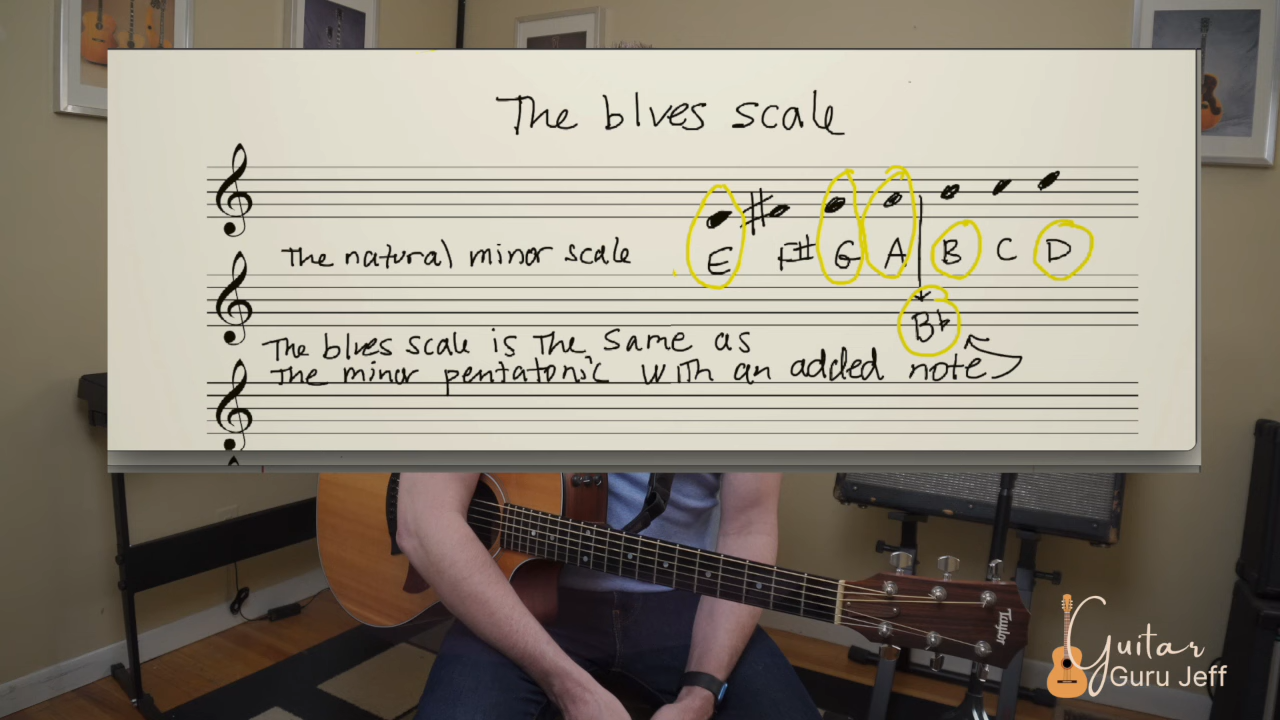 The blues scale
The natural minor scale E F# G A B C D
B♭
The blues scale is the same as
the minor pentatonic with an added note
Taylor
Guitar
Guru Jeff